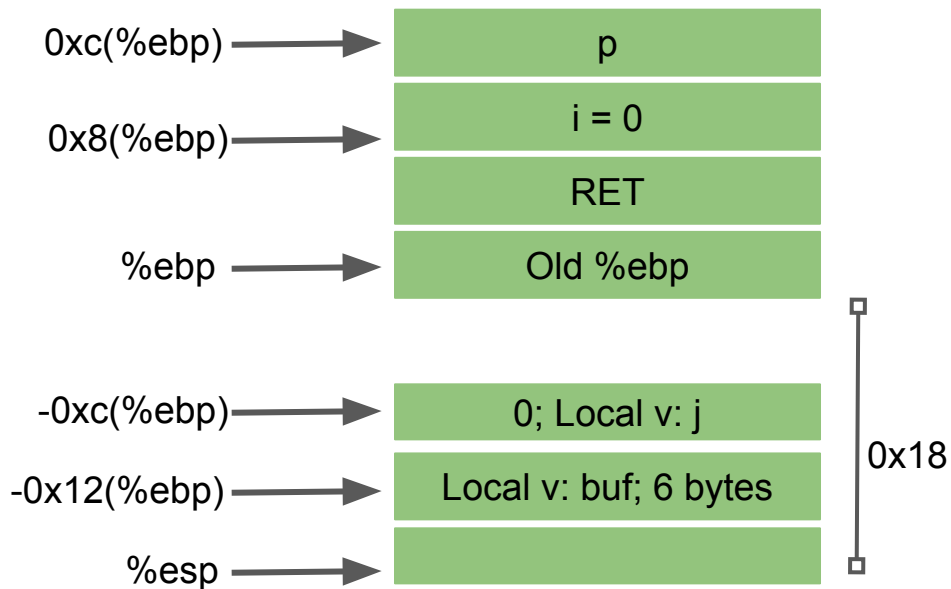 0xc(%ebp)
p
0x8(%ebp)
i = 0
RET
%ebp
Old %ebp
-0xc(%ebp)
0; Local v: j
0x18
-0x12(%ebp)
Local v: buf; 6 bytes
%esp